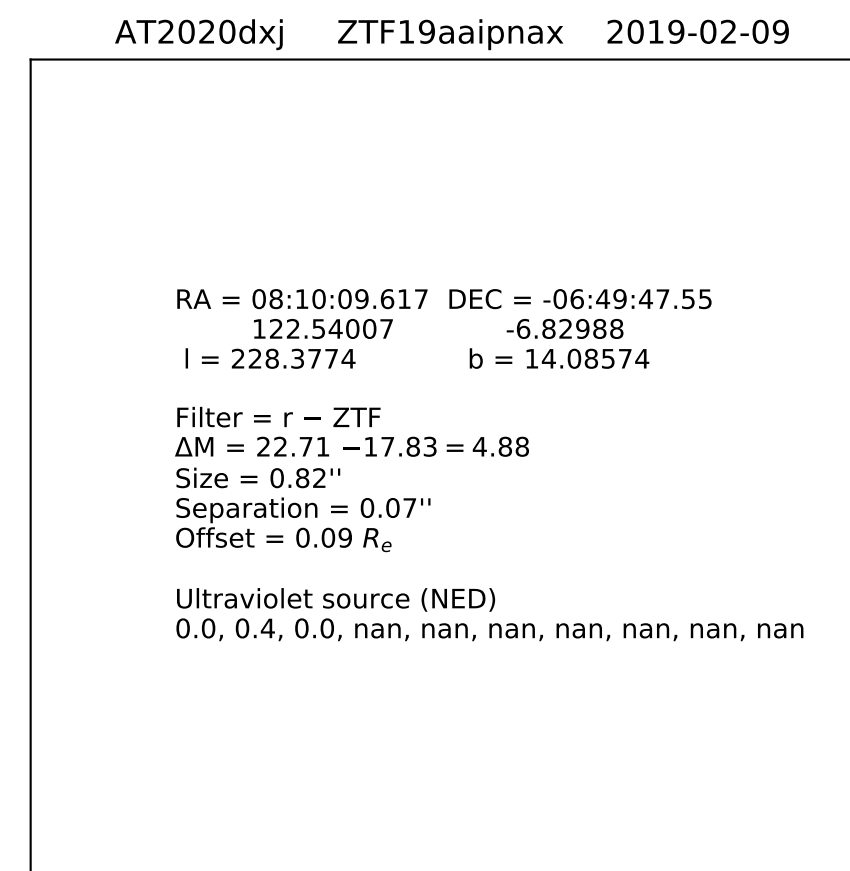 AT2020dxj ZTF19aaipnax 2019-02-09
RA = 08:10:09.617 DEC = -06:49:47.55
122.54007 -6.82988
l = 228.3774 b = 14.08574
Filter = r − ZTF
ΔM = 22.71 −17.83 = 4.88
Size = 0.82''
Separation = 0.07''
Offset = 0.09 Re
Ultraviolet source (NED)
0.0, 0.4, 0.0, nan, nan, nan, nan, nan, nan, nan